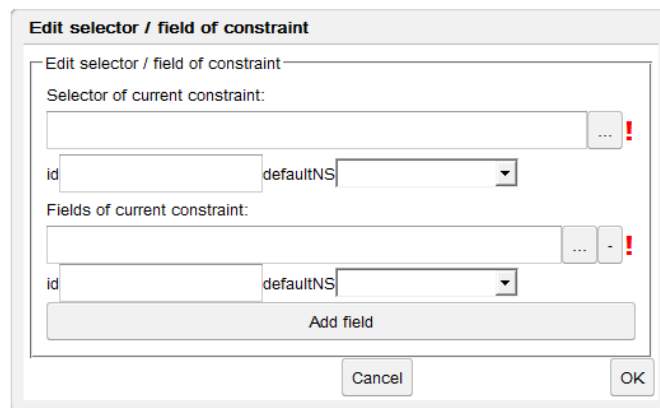 Edit selector / field of constraint
Edit selector / field of constraint
Selector of current constraint:
... !
id defaultNS
Fields of current constraint:
... - !
id defaultNS
Add field
Cancel OK